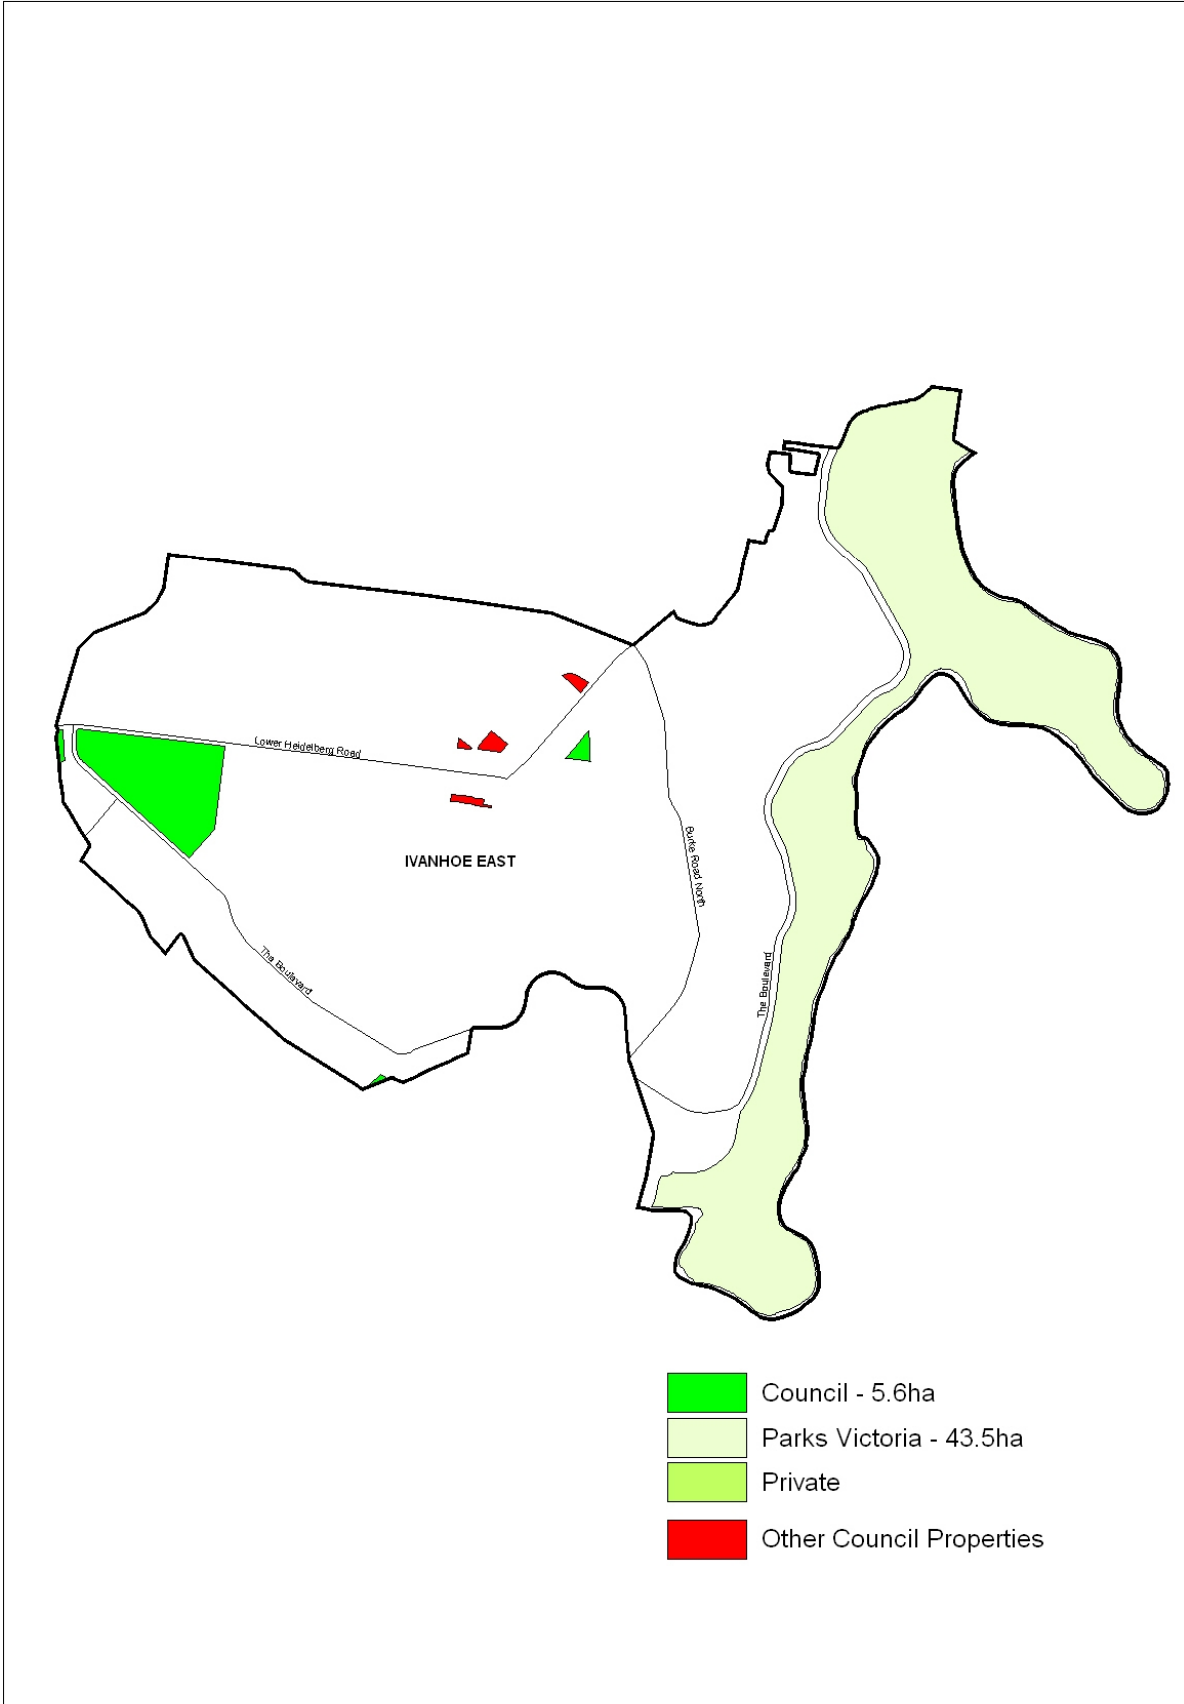 Lower Heidelberg Road
IVANHOE EAST
Burke Road North
The Boulevard
The Boulevard
Council - 5.6ha
Parks Victoria - 43.5ha
Private
Other Council Properties